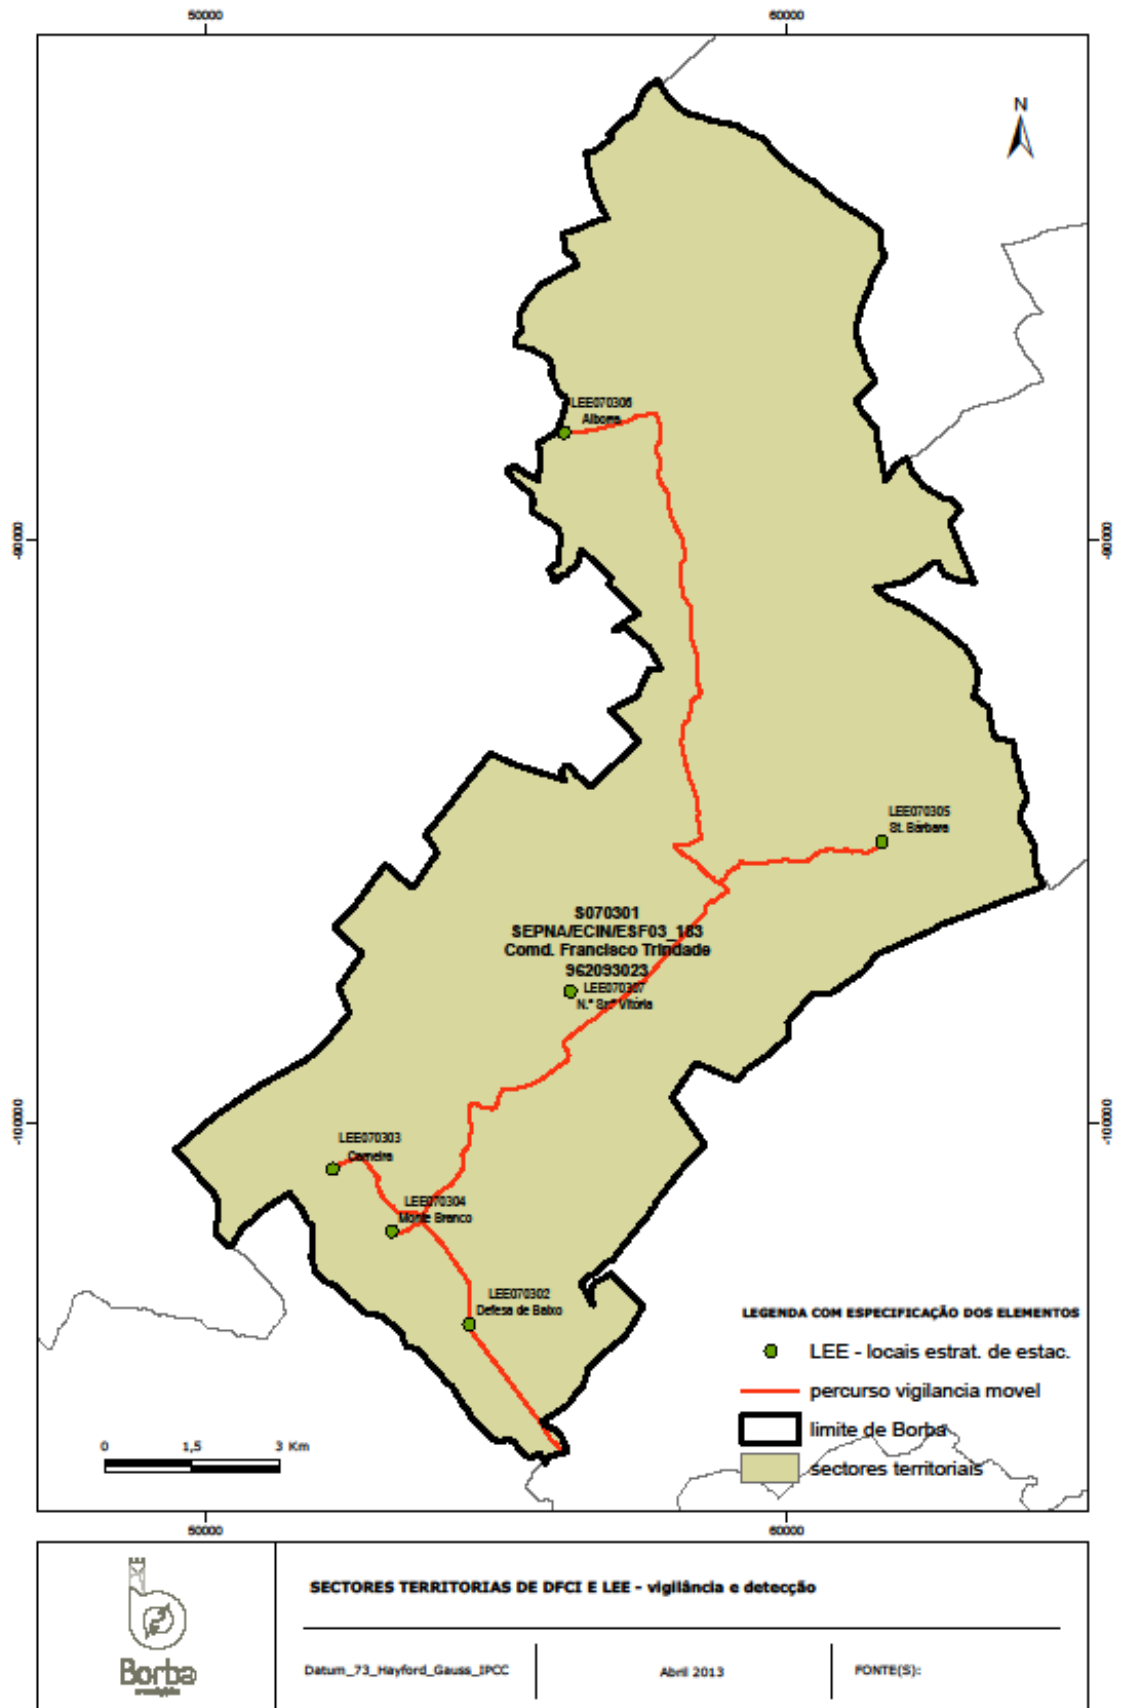 50000
60000
N
LEE070306
Alborra
-90000
-90000
LEE070305
St. Bárbara
S070301
SEPNA/ECIN/ESF03_183
Comd. Francisco Trindade
962093023
LEE070307
N.ª Srª Vitória
-100000
-100000
LEE070303
Carneira
LEE070304
Monte Branco
LEE070302
Defesa de Baixo
LEGENDA COM ESPECIFICAÇÃO DOS ELEMENTOS
LEE - locais estrat. de estac.
percurso vigilancia movel
limite de Borba
sectores territoriais
0 1,5 3 Km
50000
60000
SECTORES TERRITORIAS DE DFCI E LEE - vigilância e detecção
Borba
Datum_73_Hayford_Gauss_IPCC
Abril 2013
FONTE(S):